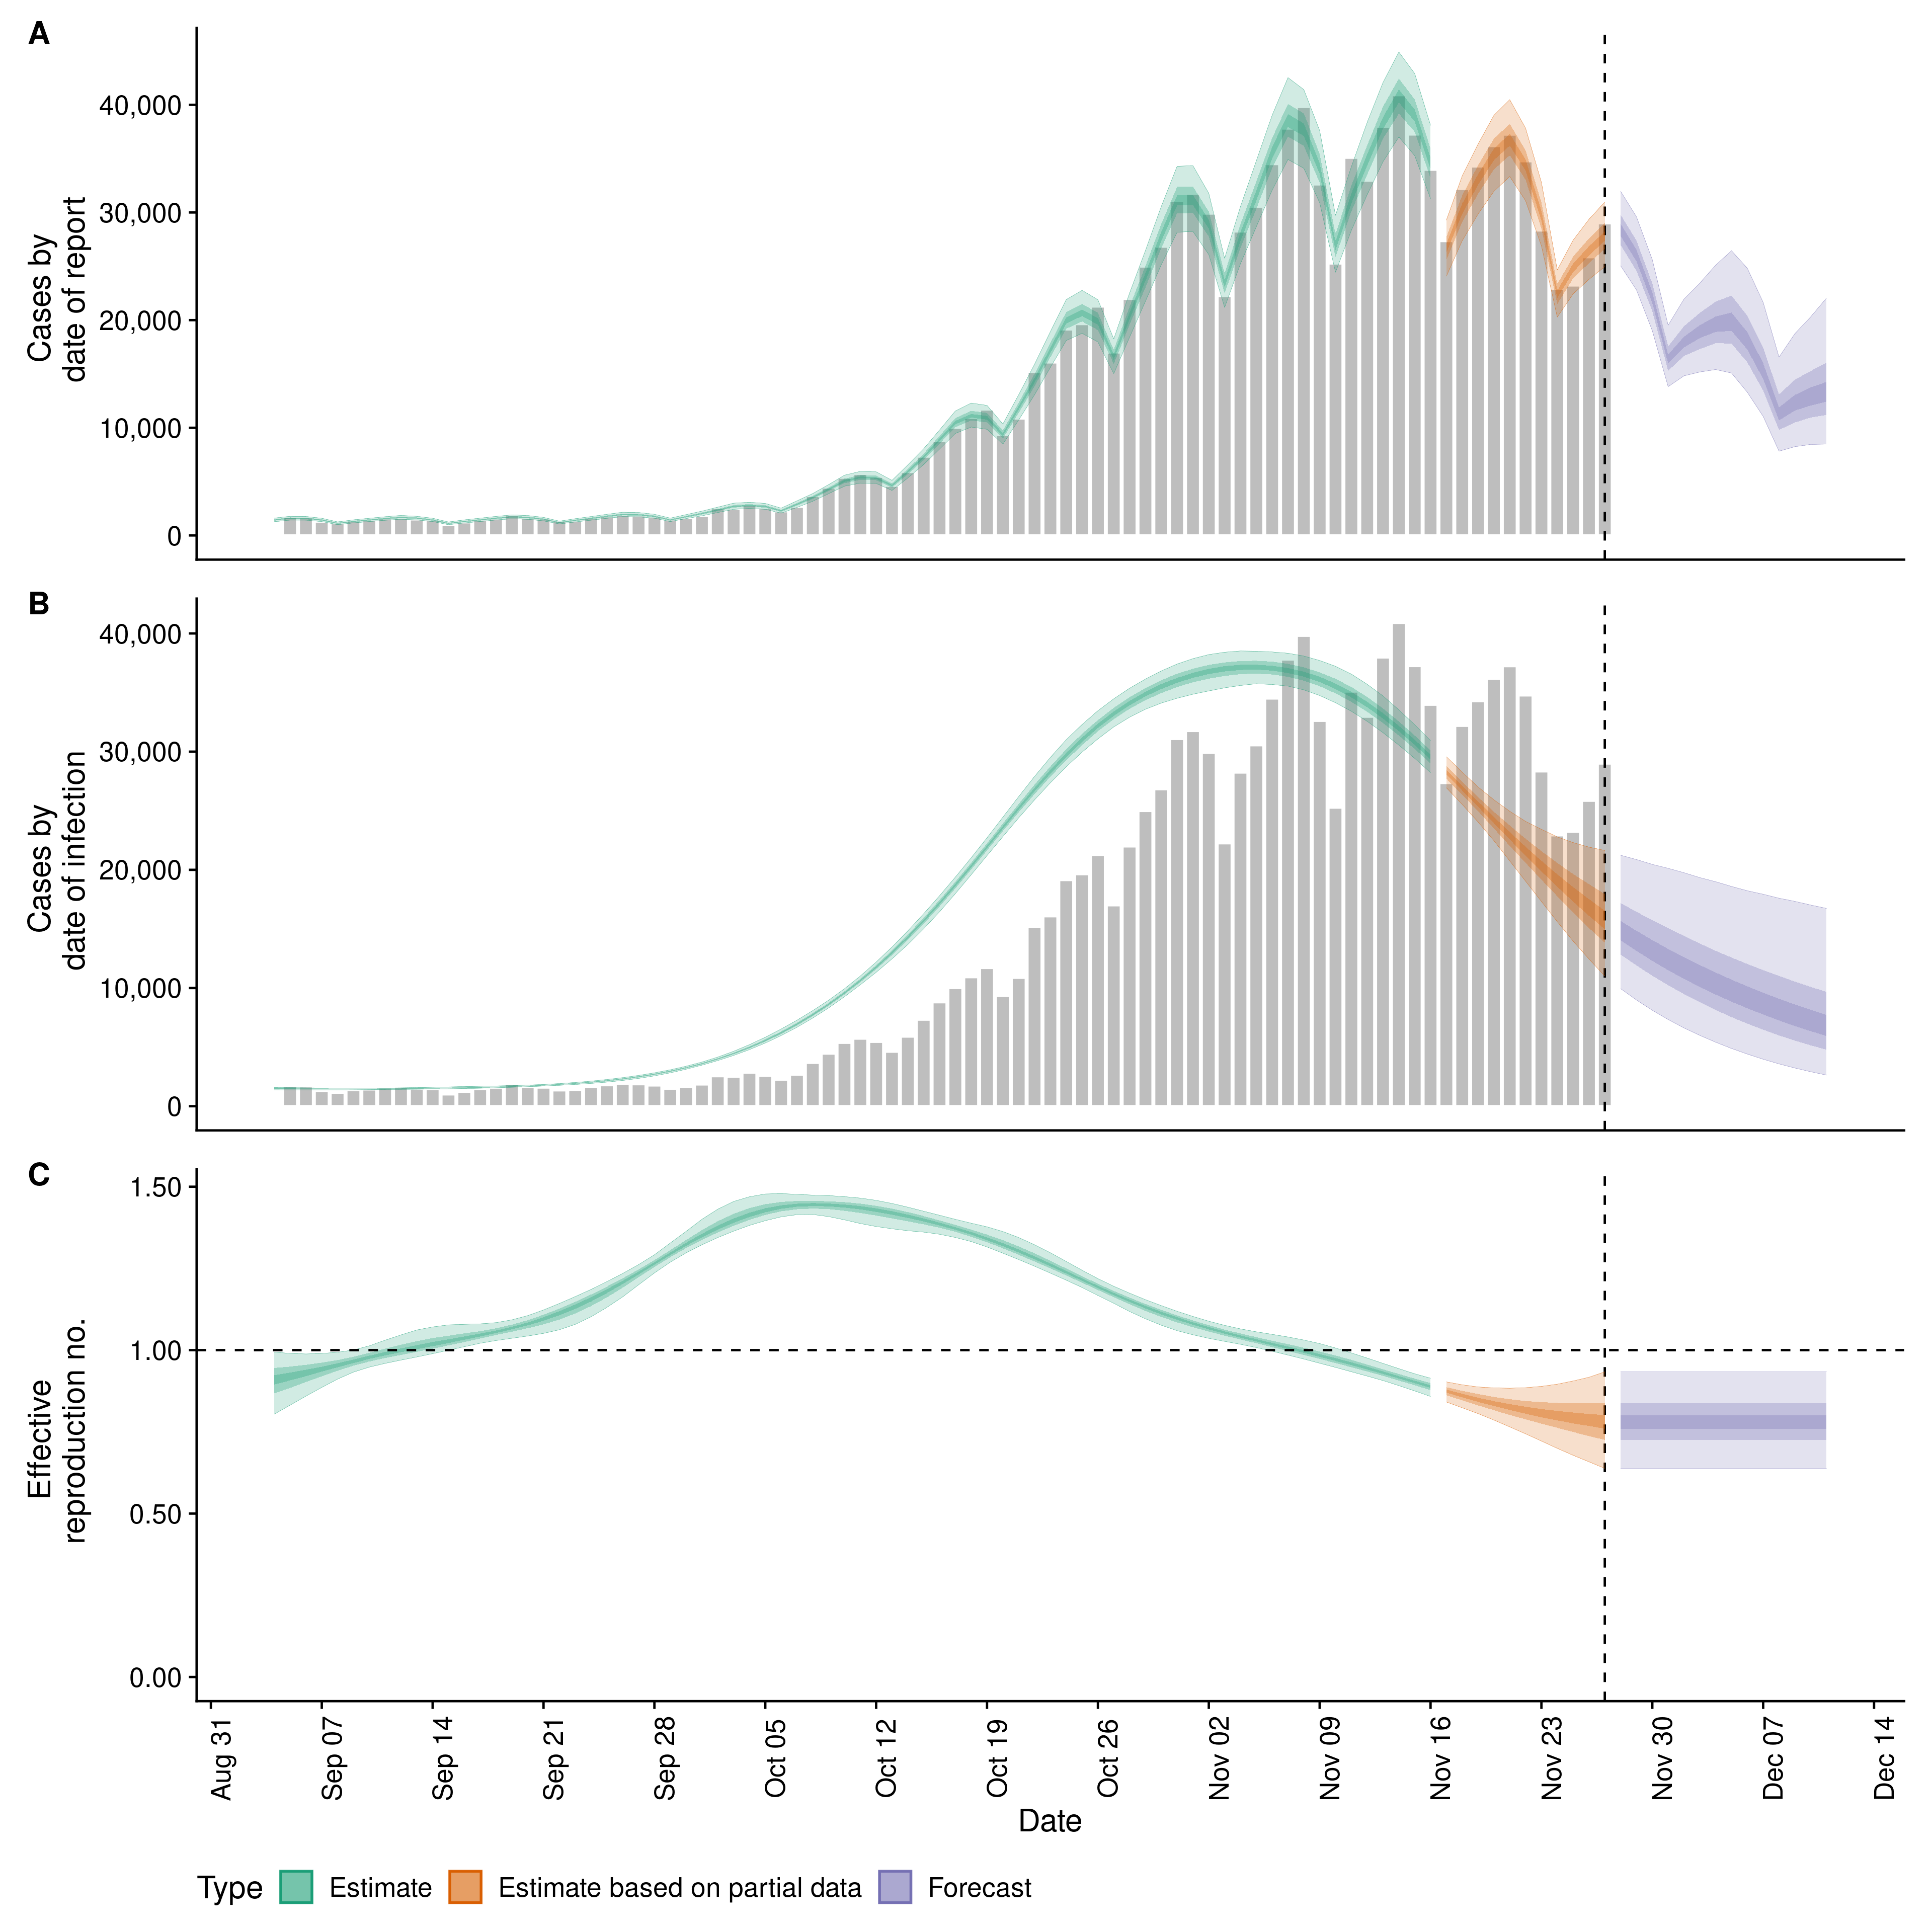 A
Cases by
date of report
40,000
30,000
20,000
10,000
0
B
Cases by
date of infection
40,000
30,000
20,000
10,000
0
C
Effective
reproduction no.
1.50
1.00
0.50
0.00
Aug 31
Sep 07
Sep 14
Sep 21
Sep 28
Oct 05
Oct 12
Oct 19
Oct 26
Nov 02
Nov 09
Nov 16
Nov 23
Nov 30
Dec 07
Dec 14
Date
Type Estimate Estimate based on partial data Forecast